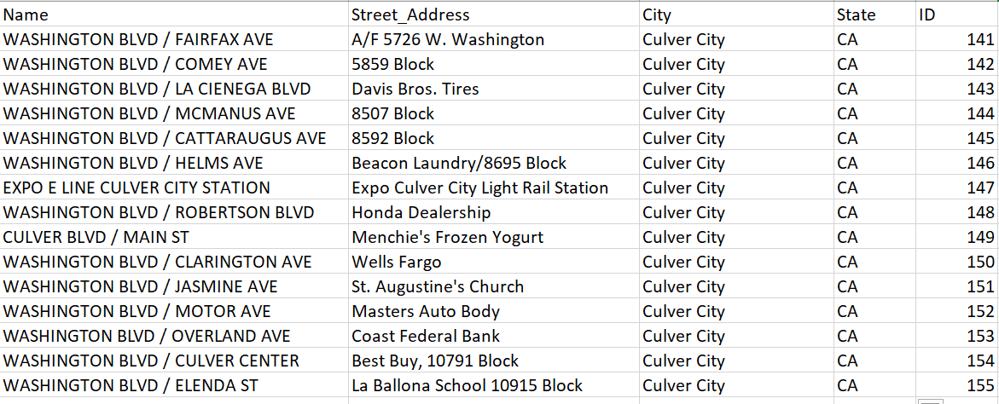 Name Street_Address City State ID
WASHINGTON BLVD / FAIRFAX AVE A/F 5726 W. Washington Culver City CA 141
WASHINGTON BLVD / COMEY AVE 5859 Block Culver City CA 142
WASHINGTON BLVD / LA CIENEGA BLVD Davis Bros. Tires Culver City CA 143
WASHINGTON BLVD / MCMANUS AVE 8507 Block Culver City CA 144
WASHINGTON BLVD / CATTARAUGUS AVE 8592 Block Culver City CA 145
WASHINGTON BLVD / HELMS AVE Beacon Laundry/8695 Block Culver City CA 146
EXPO E LINE CULVER CITY STATION Expo Culver City Light Rail Station Culver City CA 147
WASHINGTON BLVD / ROBERTSON BLVD Honda Dealership Culver City CA 148
CULVER BLVD / MAIN ST Menchie's Frozen Yogurt Culver City CA 149
WASHINGTON BLVD / CLARINGTON AVE Wells Fargo Culver City CA 150
WASHINGTON BLVD / JASMINE AVE St. Augustine's Church Culver City CA 151
WASHINGTON BLVD / MOTOR AVE Masters Auto Body Culver City CA 152
WASHINGTON BLVD / OVERLAND AVE Coast Federal Bank Culver City CA 153
WASHINGTON BLVD / CULVER CENTER Best Buy, 10791 Block Culver City CA 154
WASHINGTON BLVD / ELENDA ST La Ballona School 10915 Block Culver City CA 155